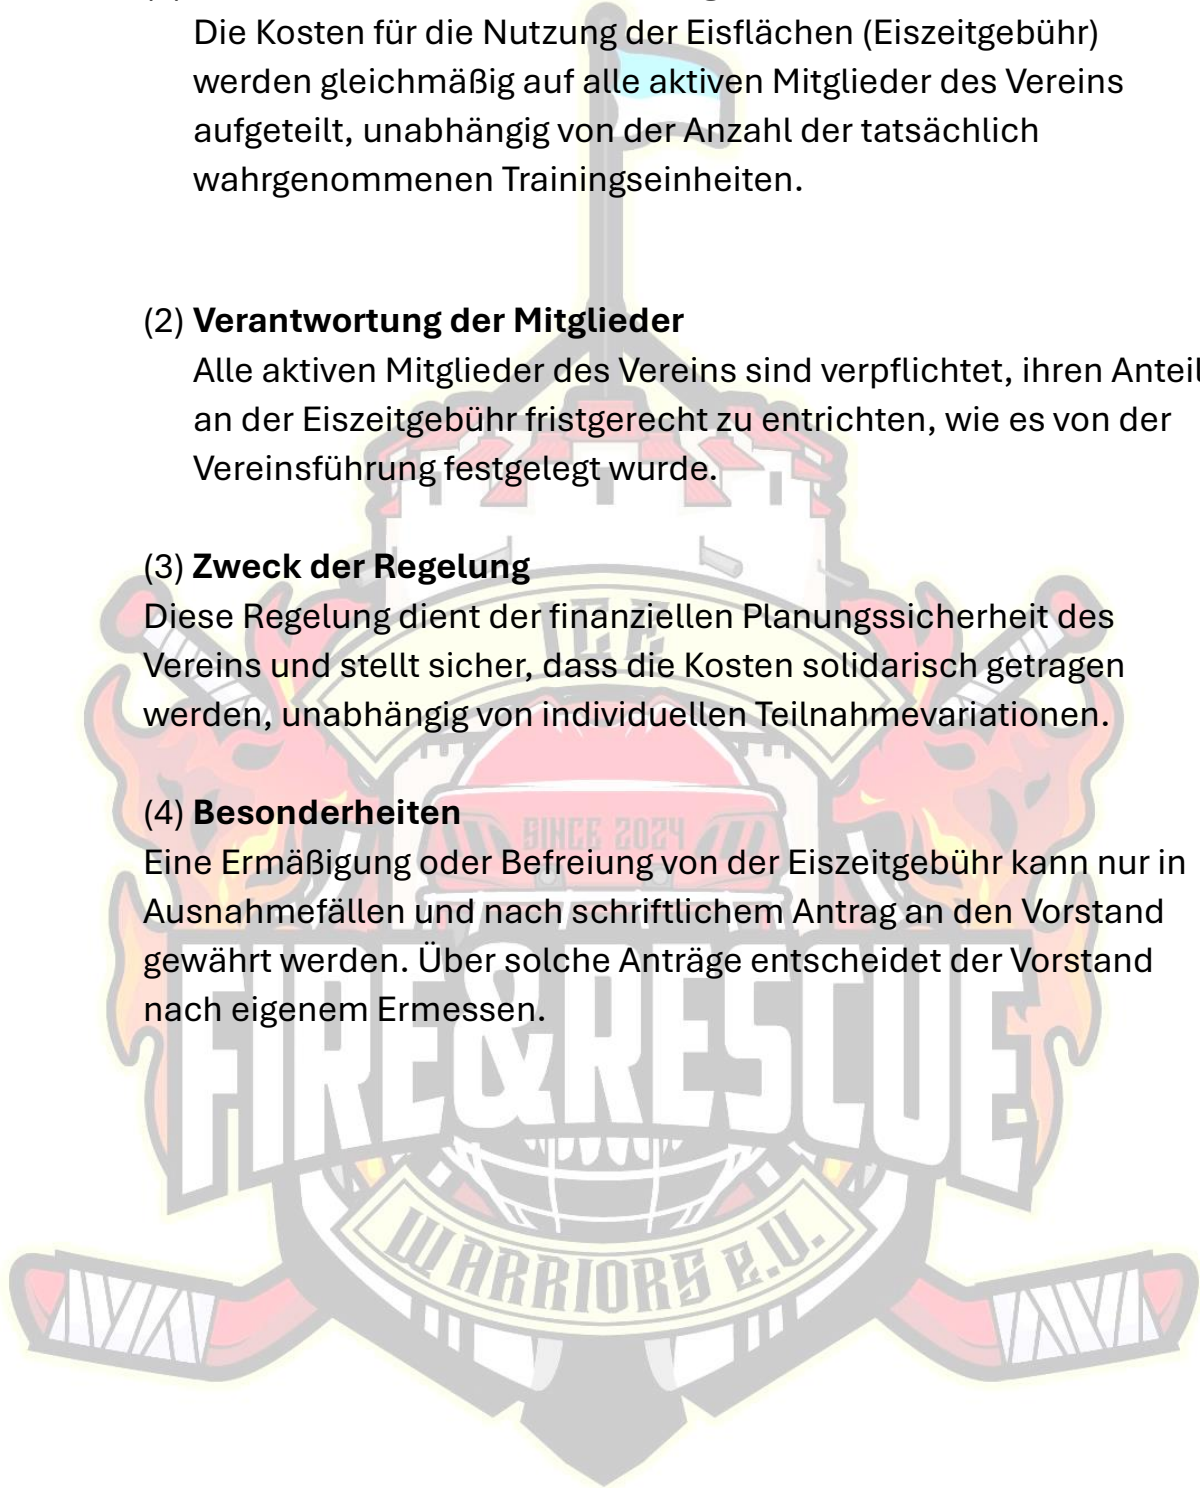 Die Kosten für die Nutzung der Eisflächen (Eiszeitgebühr)
werden gleichmäßig auf alle aktiven Mitglieder des Vereins
aufgeteilt, unabhängig von der Anzahl der tatsächlich
wahrgenommenen Trainingseinheiten.
(2) Verantwortung der Mitglieder
Alle aktiven Mitglieder des Vereins sind verpflichtet, ihren Anteil
an der Eiszeitgebühr fristgerecht zu entrichten, wie es von der
Vereinsführung festgelegt wurde.
(3) Zweck der Regelung
Diese Regelung dient der finanziellen Planungssicherheit des
Vereins und stellt sicher, dass die Kosten solidarisch getragen
werden, unabhängig von individuellen Teilnahmevariationen.
(4) Besonderheiten
Eine Ermäßigung oder Befreiung von der Eiszeitgebühr kann nur in
Ausnahmefällen und nach schriftlichem Antrag an den Vorstand
gewährt werden. Über solche Anträge entscheidet der Vorstand
nach eigenem Ermessen.
ICE
SINCE 2024
FIRE&RESCUE
WARRIORS e.V.